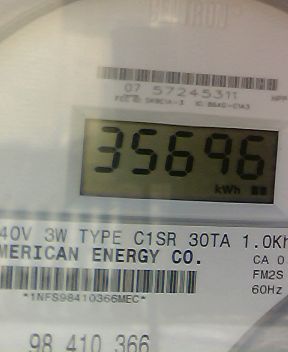 07 57245311
35696
kWh
40V 3W TYPE C1SR 30TA 1.0Kh
MERICAN ENERGY CO.
CA 0
FM2S
60Hz
*1NFS98410366MEC*
98 410 366